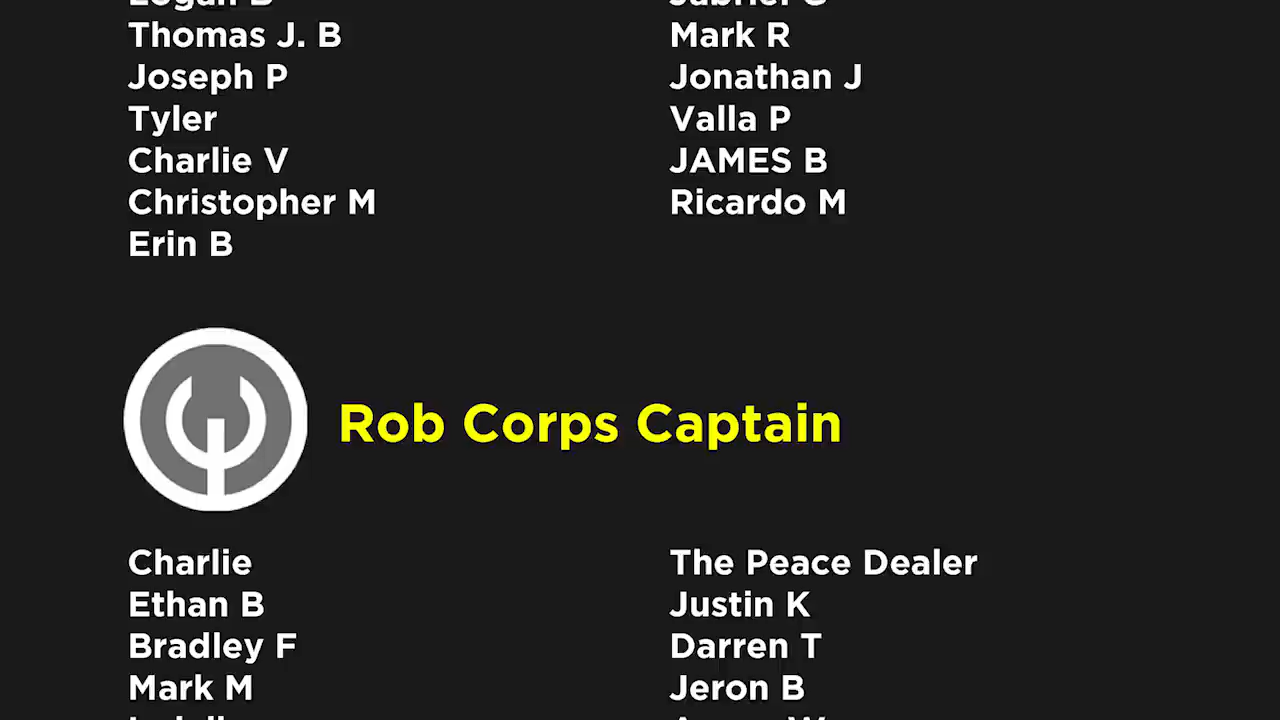 Thomas J. B
Joseph P
Tyler
Charlie V
Christopher M
Erin B
Mark R
Jonathan J
Valla P
JAMES B
Ricardo M
Rob Corps Captain
Charlie
Ethan B
Bradley F
Mark M
The Peace Dealer
Justin K
Darren T
Jeron B